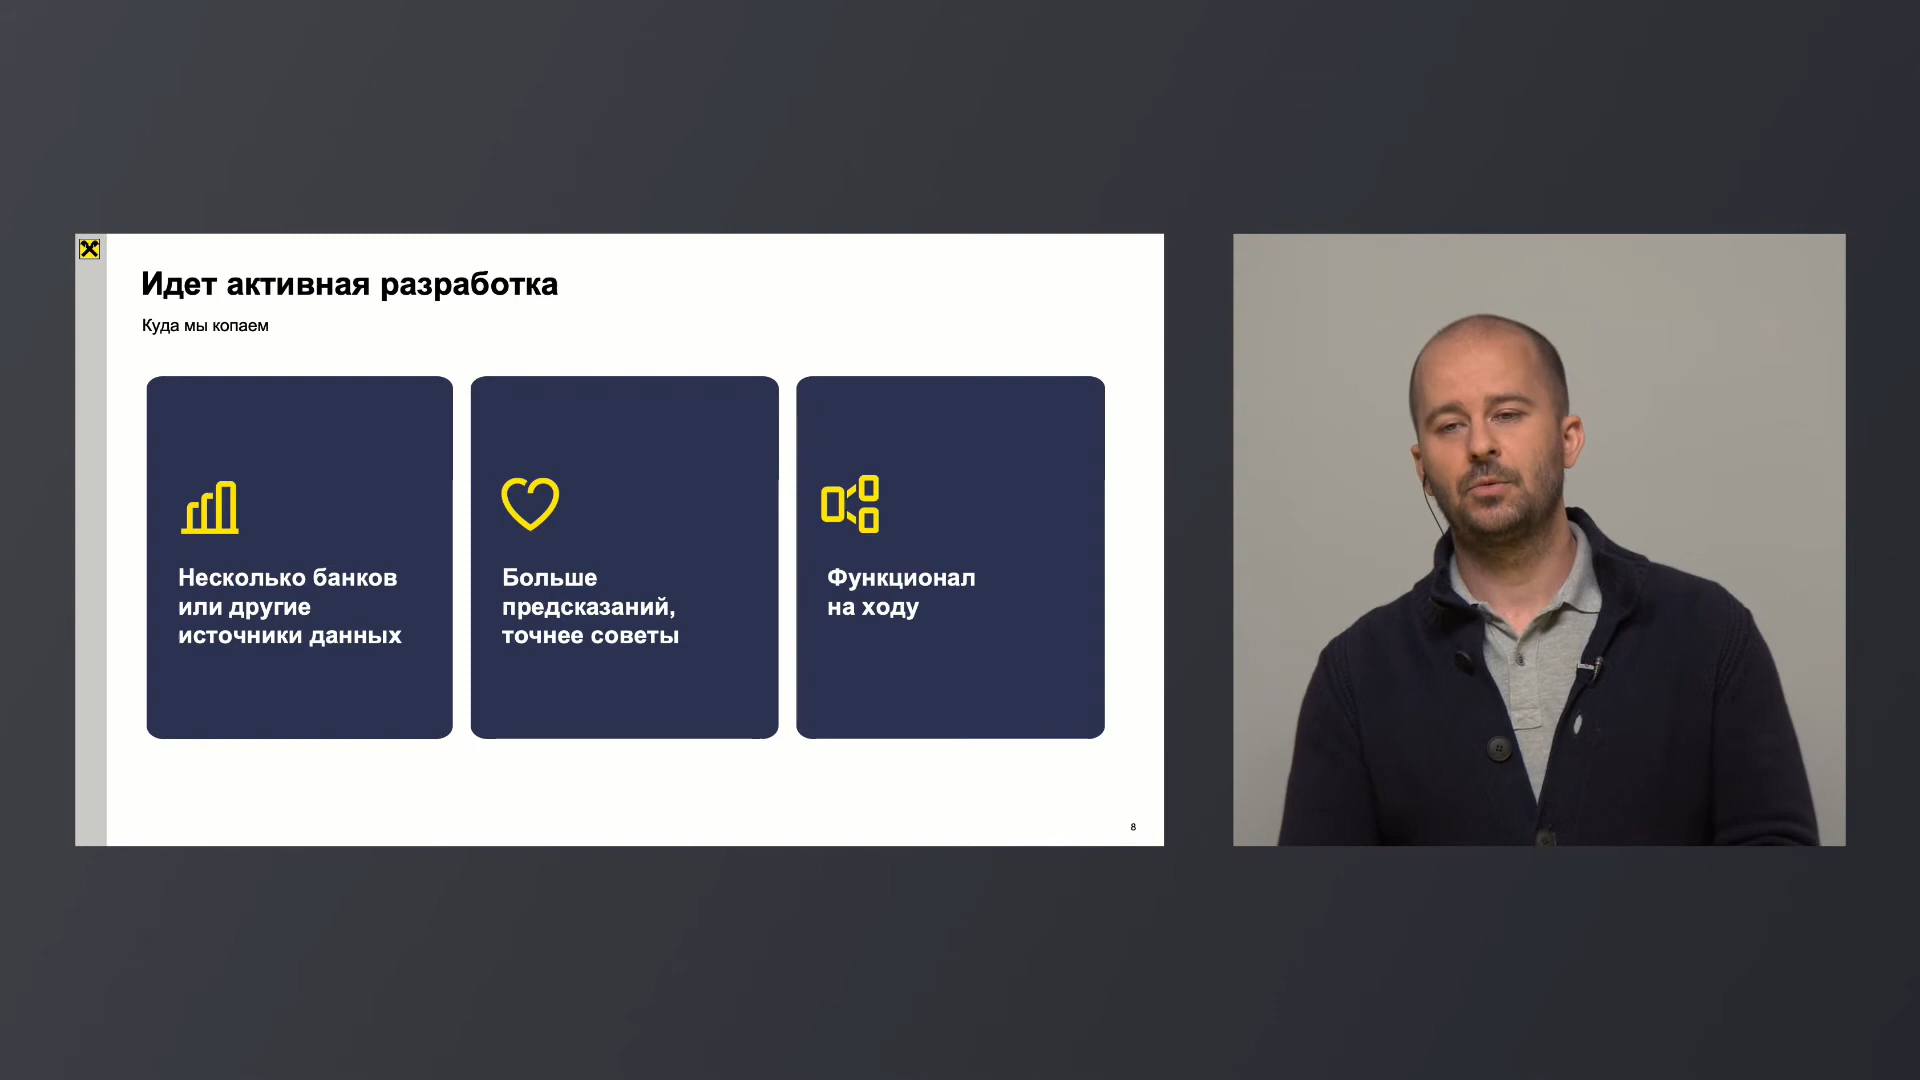 Идет активная разработка
Куда мы копаем
Несколько банков
или другие
источники данных
Больше
предсказаний,
точнее советы
Функционал
на ходу
8